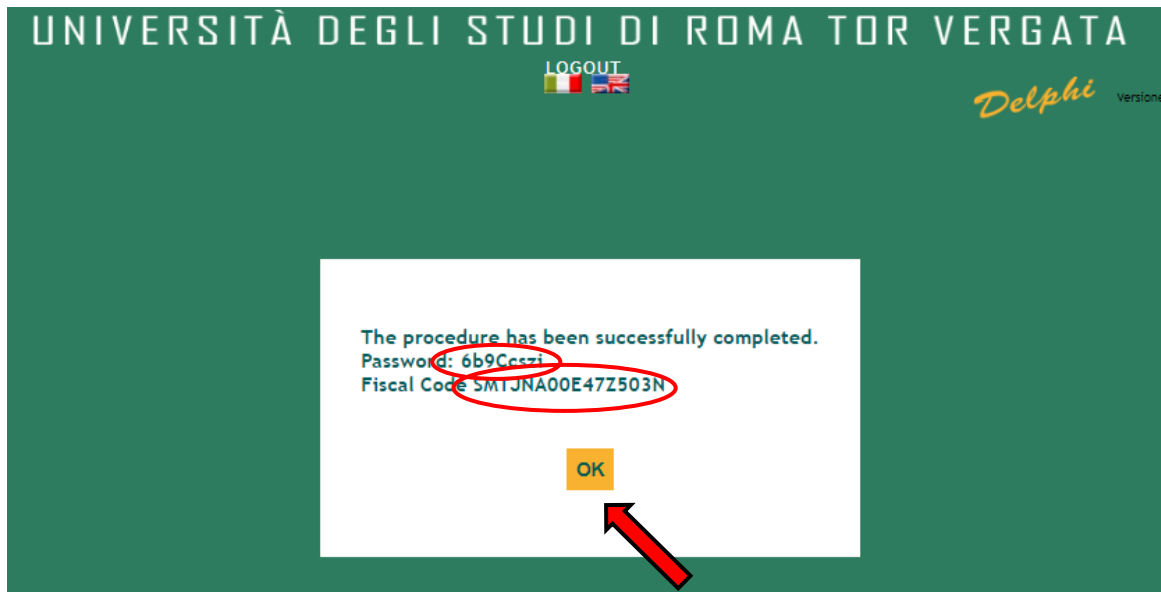 UNIVERSITÀ DEGLI STUDI DI ROMA TOR VERGATA
LOGOUT
Delphi Versione
The procedure has been successfully completed.
Password: 6b9Ccszi
Fiscal Code SMTJNA00E47Z503N
OK